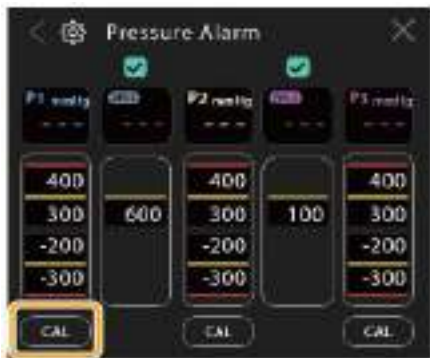 Pressure Alarm
P1 mmHg P2 mmHg P3 mmHg
--- --- --- --- ---
400 400 400
300 600 300 100 300
-200 -200 -200
-300 -300 -300
CAL CAL CAL